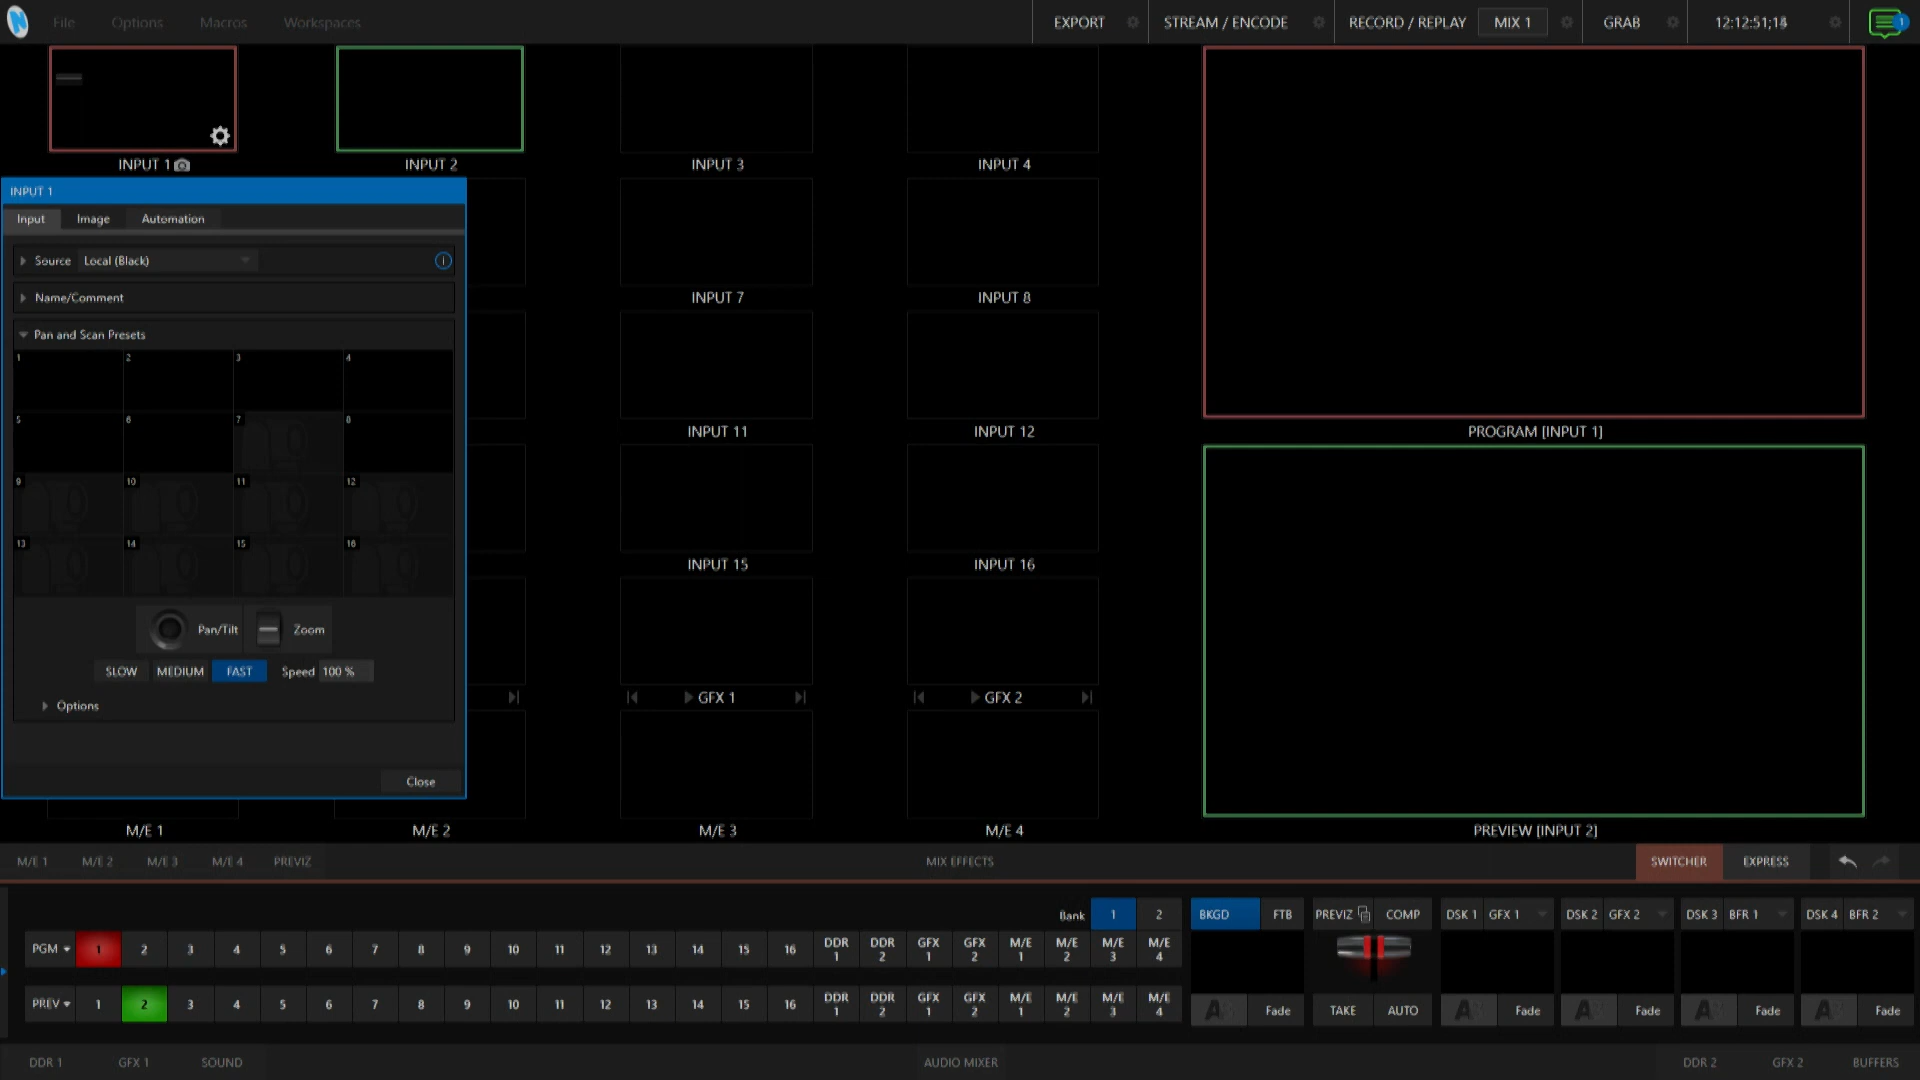 File Options Macros Workspaces EXPORT STREAM / ENCODE RECORD / REPLAY MIX 1 GRAB 12:12:51;18 1
INPUT 1 INPUT 2 INPUT 3 INPUT 4
INPUT 1
Input Image Automation
Source Local (Black)
Name/Comment
INPUT 7 INPUT 8
Pan and Scan Presets
1 2 3 4
5 6 7 8
INPUT 11 INPUT 12
PROGRAM [INPUT 1]
9 10 11 12
13 14 15 16
INPUT 15 INPUT 16
Pan/Tilt Zoom
SLOW MEDIUM FAST Speed 100 %
Options
GFX 1 GFX 2
Close
M/E 1 M/E 2 M/E 3 M/E 4
PREVIEW [INPUT 2]
M/E 1 M/E 2 M/E 3 M/E 4 PREVIZ MIX EFFECTS SWITCHER EXPRESS
Bank 1 2 BKGD FTB PREVIZ COMP DSK 1 GFX 1 DSK 2 GFX 2 DSK 3 BFR 1 DSK 4 BFR 2
PGM 1 2 3 4 5 6 7 8 9 10 11 12 13 14 15 16 DDR 1 DDR 2 GFX 1 GFX 2 M/E 1 M/E 2 M/E 3 M/E 4
PREV 1 2 3 4 5 6 7 8 9 10 11 12 13 14 15 16 DDR 1 DDR 2 GFX 1 GFX 2 M/E 1 M/E 2 M/E 3 M/E 4
Fade TAKE AUTO Fade Fade Fade Fade
DDR 1 GFX 1 SOUND AUDIO MIXER DDR 2 GFX 2 BUFFERS